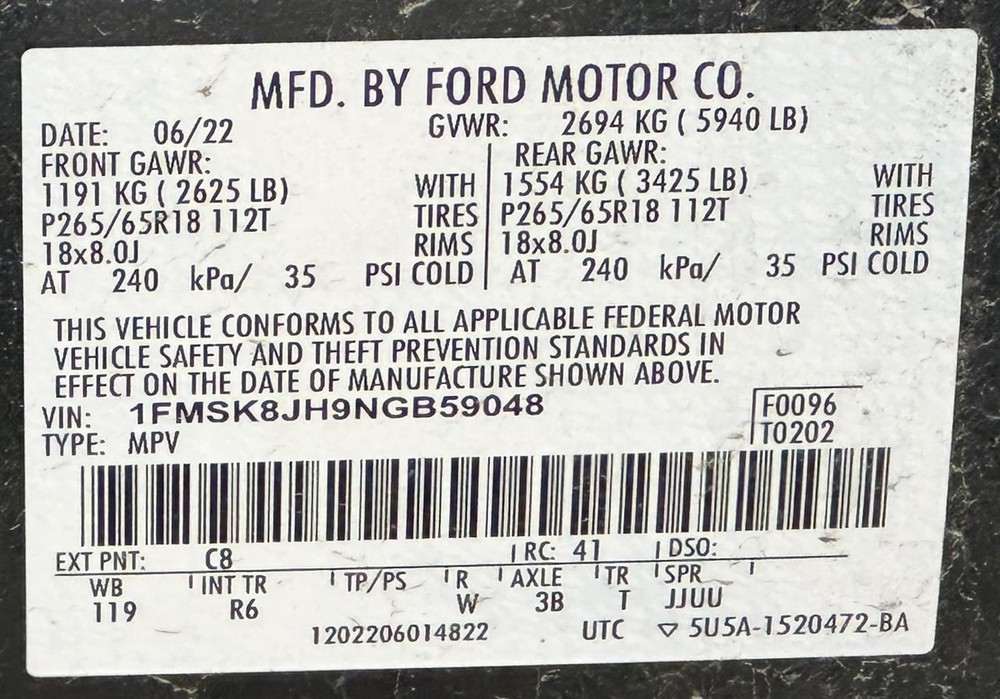 MFD. BY FORD MOTOR CO.
DATE: 06/22 GVWR: 2694 KG ( 5940 LB)
FRONT GAWR: REAR GAWR:
1191 KG ( 2625 LB) WITH 1554 KG ( 3425 LB) WITH
P265/65R18 112T TIRES P265/65R18 112T TIRES
18x8.0J RIMS 18x8.0J RIMS
AT 240 kPa/ 35 PSI COLD AT 240 kPa/ 35 PSI COLD
THIS VEHICLE CONFORMS TO ALL APPLICABLE FEDERAL MOTOR
VEHICLE SAFETY AND THEFT PREVENTION STANDARDS IN
EFFECT ON THE DATE OF MANUFACTURE SHOWN ABOVE.
VIN: 1FMSK8JH9NGB59048 F0096
TYPE: MPV T0202
EXT PNT: C8 RC: 41 DSO:
WB INT TR TP/PS R AXLE TR SPR
119 R6 W 3B T JJUU
1202206014822 UTC ▽ 5U5A-1520472-BA